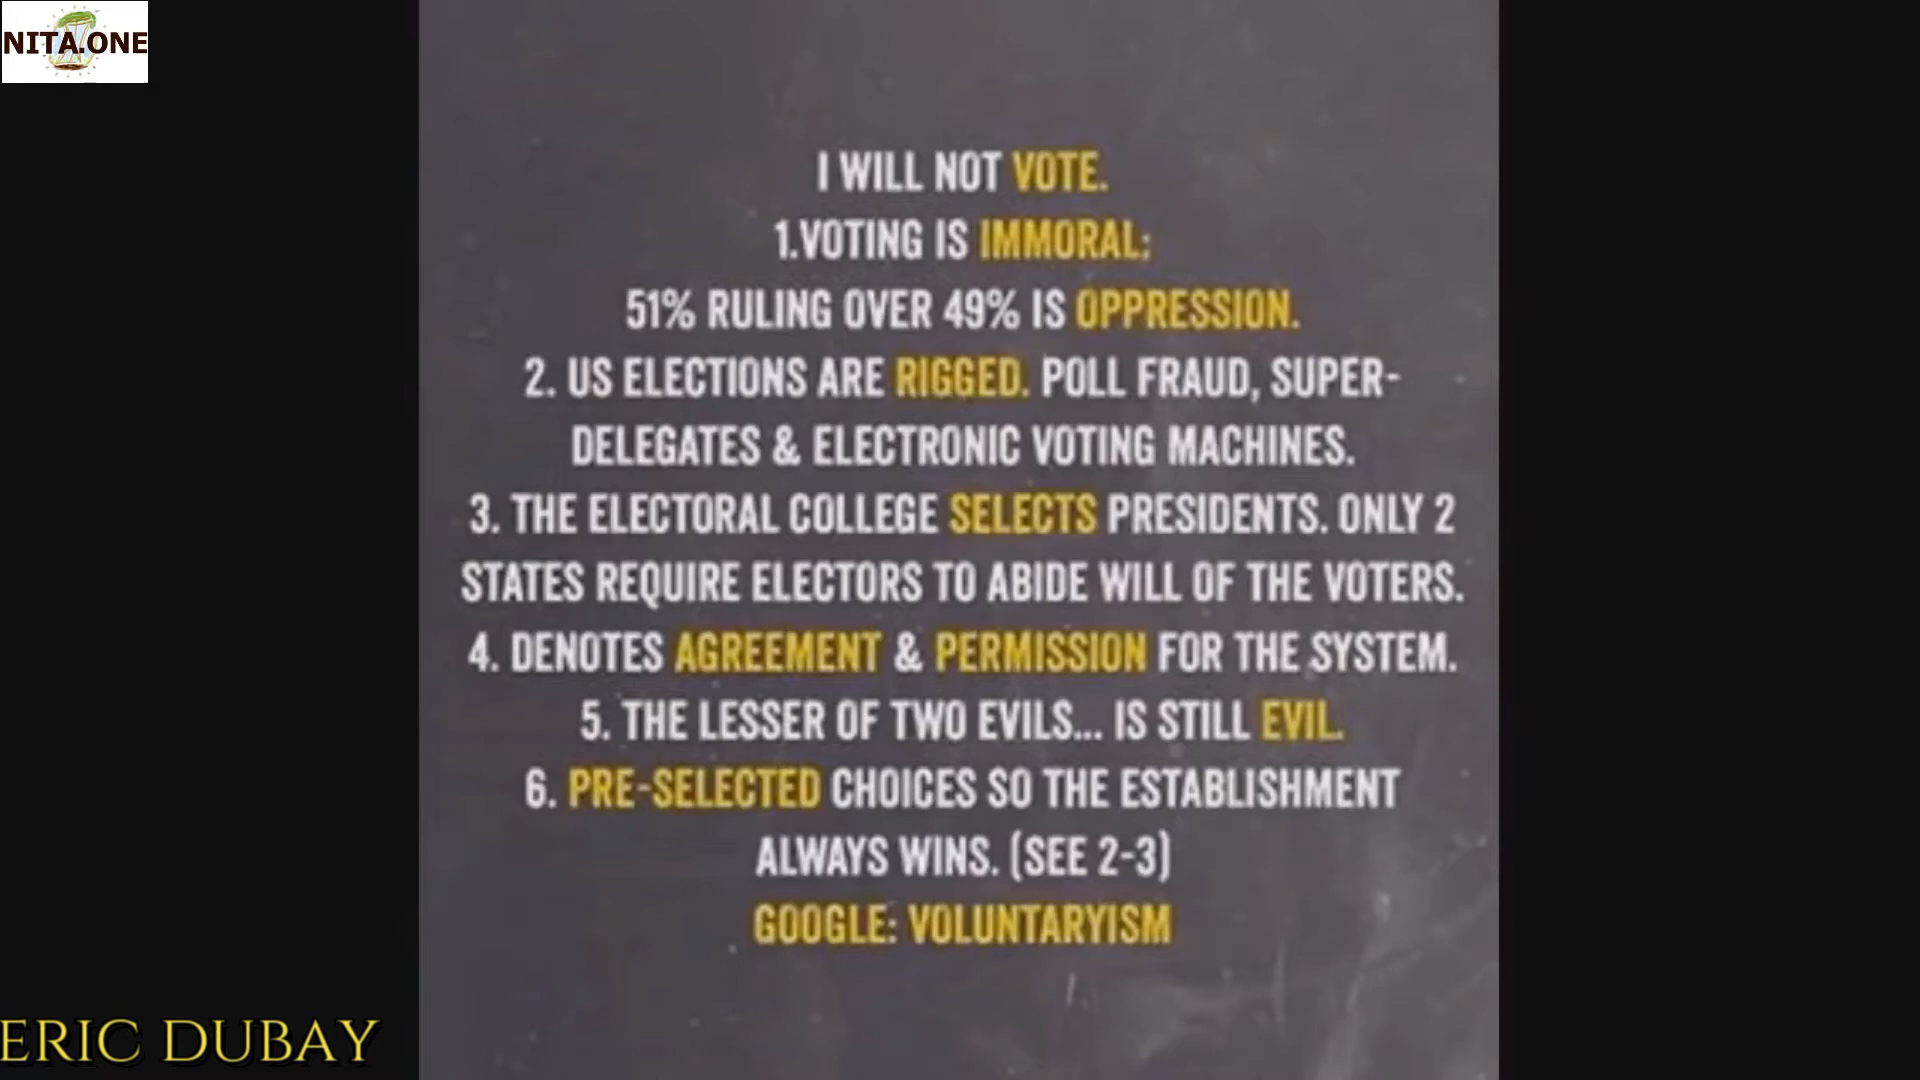 NITA.ONE
I WILL NOT VOTE.
1.VOTING IS IMMORAL;
51% RULING OVER 49% IS OPPRESSION.
2. US ELECTIONS ARE RIGGED. POLL FRAUD, SUPER-
DELEGATES & ELECTRONIC VOTING MACHINES.
3. THE ELECTORAL COLLEGE SELECTS PRESIDENTS. ONLY 2
STATES REQUIRE ELECTORS TO ABIDE WILL OF THE VOTERS.
4. DENOTES AGREEMENT & PERMISSION FOR THE SYSTEM.
5. THE LESSER OF TWO EVILS... IS STILL EVIL.
6. PRE-SELECTED CHOICES SO THE ESTABLISHMENT
ALWAYS WINS. (SEE 2-3)
GOOGLE: VOLUNTARYISM
ERIC DUBAY